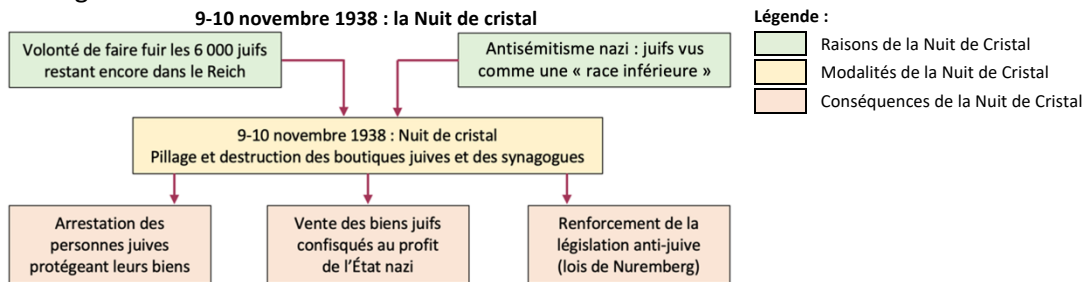 9-10 novembre 1938 : la Nuit de cristal
Volonté de faire fuir les 6 000 juifs
restant encore dans le Reich
Antisémitisme nazi : juifs vus
comme une « race inférieure »
9-10 novembre 1938 : Nuit de cristal
Pillage et destruction des boutiques juives et des synagogues
Arrestation des
personnes juives
protégeant leurs biens
Vente des biens juifs
confisqués au profit
de l’État nazi
Renforcement de la
législation anti-juive
(lois de Nuremberg)
Légende :
Raisons de la Nuit de Cristal
Modalités de la Nuit de Cristal
Conséquences de la Nuit de Cristal